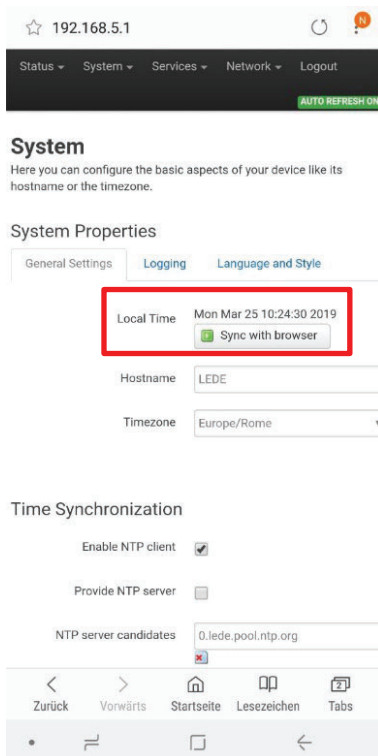 192.168.5.1
N
Status System Services Network Logout
AUTO REFRESH ON
System
Here you can configure the basic aspects of your device like its
hostname or the timezone.
System Properties
General Settings Logging Language and Style
Local Time Mon Mar 25 10:24:30 2019
Sync with browser
Hostname LEDE
Timezone Europe/Rome
Time Synchronization
Enable NTP client
Provide NTP server
NTP server candidates 0.lede.pool.ntp.org
2
Zurück Vorwärts Startseite Lesezeichen Tabs